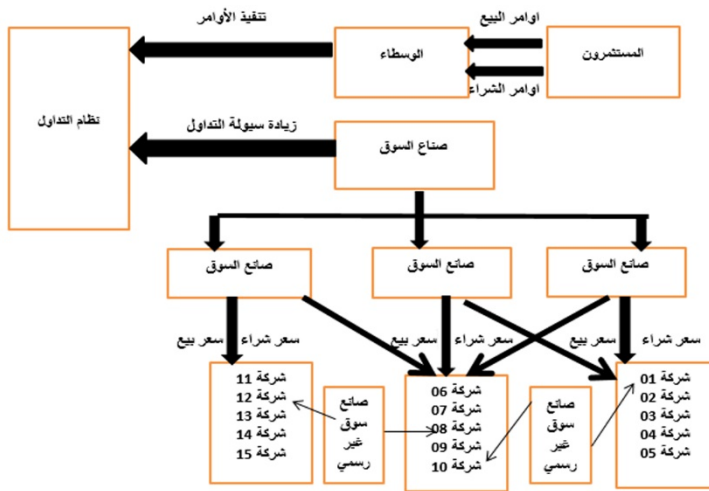 اوامر البيع
تتقيذ الأوامر
المستثمرون
الوسطاء
اوامر الشراء
نظام التداول
زيادة سيولة التداول
صناع السوق
صانع السوق
صانع السوق
صانع السوق
سعر شراء
سعر بيع
سعر شراء
سعر بيع
سعر شراء
سعر بيع
شركة 01
شركة 02
شركة 03
شركة 04
شركة 05
صانع
سوق
غير
رسمي
شركة 06
شركة 07
شركة 08
شركة 09
شركة 10
صانع
سوق
غير
رسمي
شركة 11
شركة 12
شركة 13
شركة 14
شركة 15